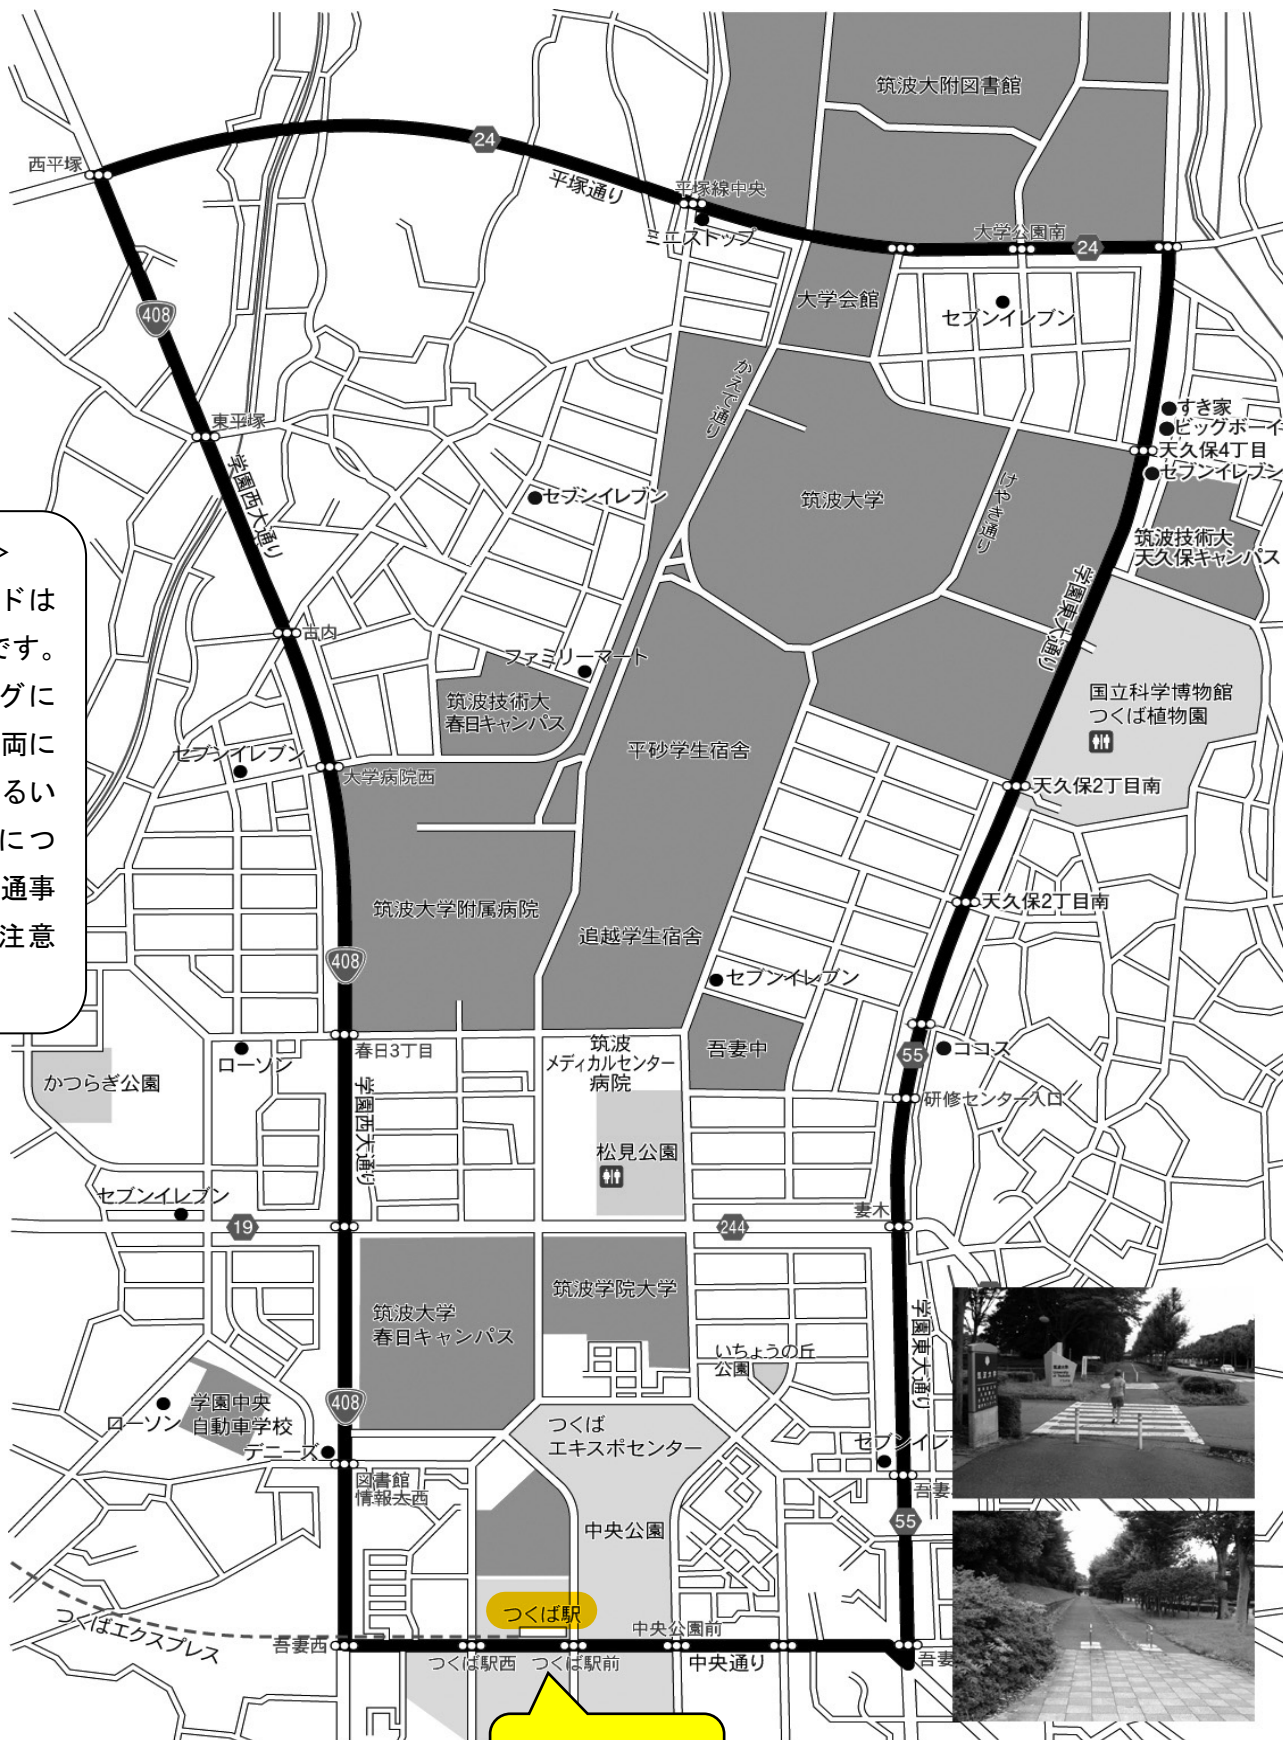 筑波大附図書館
24
西平塚
平塚通り
平塚線中央
ミニストップ
大学公園南
24
大学会館
セブンイレブン
408
かえで通り
すき家
ビッグボーイ
天久保4丁目
セブンイレブン
東平塚
学園西大通り
セブンイレブン
筑波大学
けやき通り
筑波技術大
天久保キャンパス
>
ドは
です。
グに
両に
るい
につ
通事
注意
学園東大通り
古内
ファミリーマート
筑波技術大
春日キャンパス
国立科学博物館
つくば植物園
セブンイレブン
大学病院西
平砂学生宿舎
天久保2丁目南
筑波大学附属病院
天久保2丁目南
追越学生宿舎
408
セブンイレブン
春日3丁目
ローソン
筑波
メディカルセンター
病院
吾妻中
55
ココス
かつらぎ公園
学園西大通り
研修センター入口
松見公園
セブンイレブン
19
244
妻木
筑波大学
春日キャンパス
筑波学院大学
学園東大通り
いちょうの丘
公園
408
ローソン
学園中央
自動車学校
デニーズ
つくば
エキスポセンター
セブンイレ
図書館
情報大西
吾妻
55
中央公園
つくば駅
つくばエクスプレス
吾妻西
中央公園前
つくば駅西
つくば駅前
中央通り
吾妻